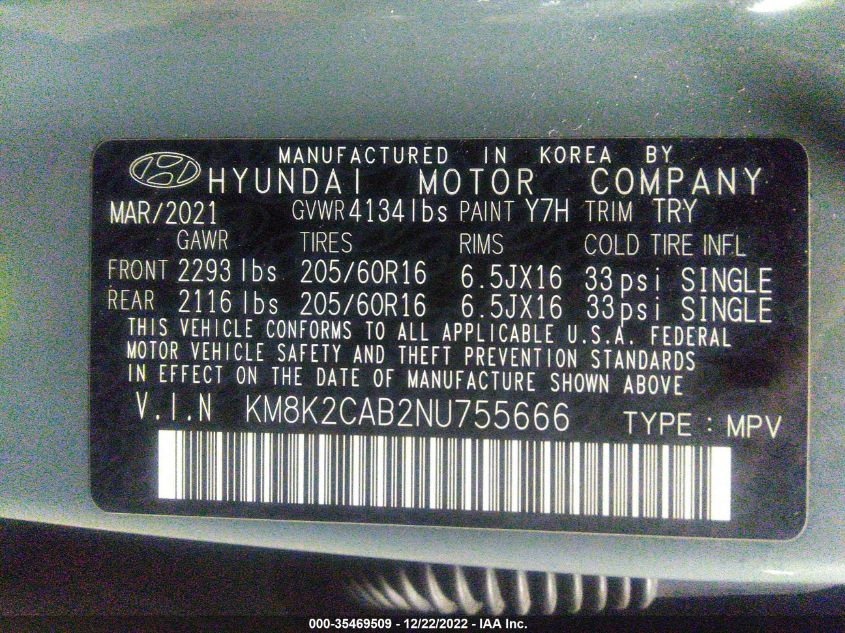 MANUFACTURED IN KOREA BY
HYUNDAI MOTOR COMPANY
MAR/2021 GVWR 4134 lbs PAINT Y7H TRIM TRY
GAWR TIRES RIMS COLD TIRE INFL
FRONT 2293 lbs 205/60R16 6.5JX16 33psi SINGLE
REAR 2116 lbs 205/60R16 6.5JX16 33psi SINGLE
THIS VEHICLE CONFORMS TO ALL APPLICABLE U.S.A. FEDERAL
MOTOR VEHICLE SAFETY AND THEFT PREVENTION STANDARDS
IN EFFECT ON THE DATE OF MANUFACTURE SHOWN ABOVE
V.I.N KM8K2CAB2NU755666 TYPE : MPV
000-35469509 - 12/22/2022 - IAA Inc.